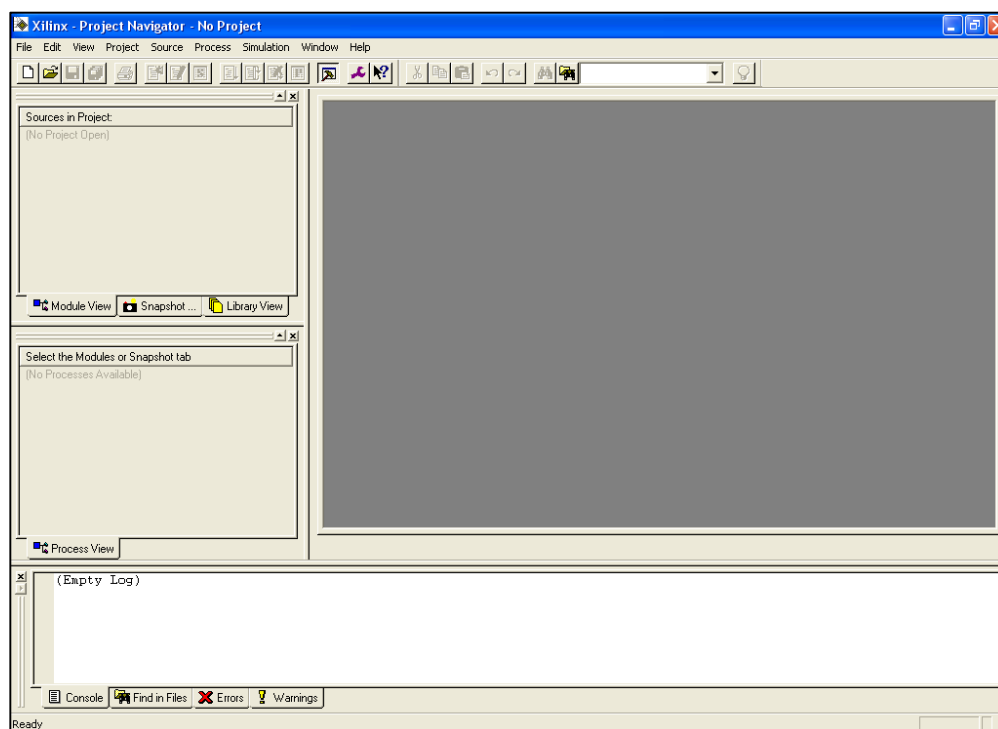 Xilinx - Project Navigator - No Project
File Edit View Project Source Process Simulation Window Help
Sources in Project:
(No Project Open)
Module View Snapshot ... Library View
Select the Modules or Snapshot tab
(No Processes Available)
Process View
(Empty Log)
Console Find in Files Errors Warnings
Ready